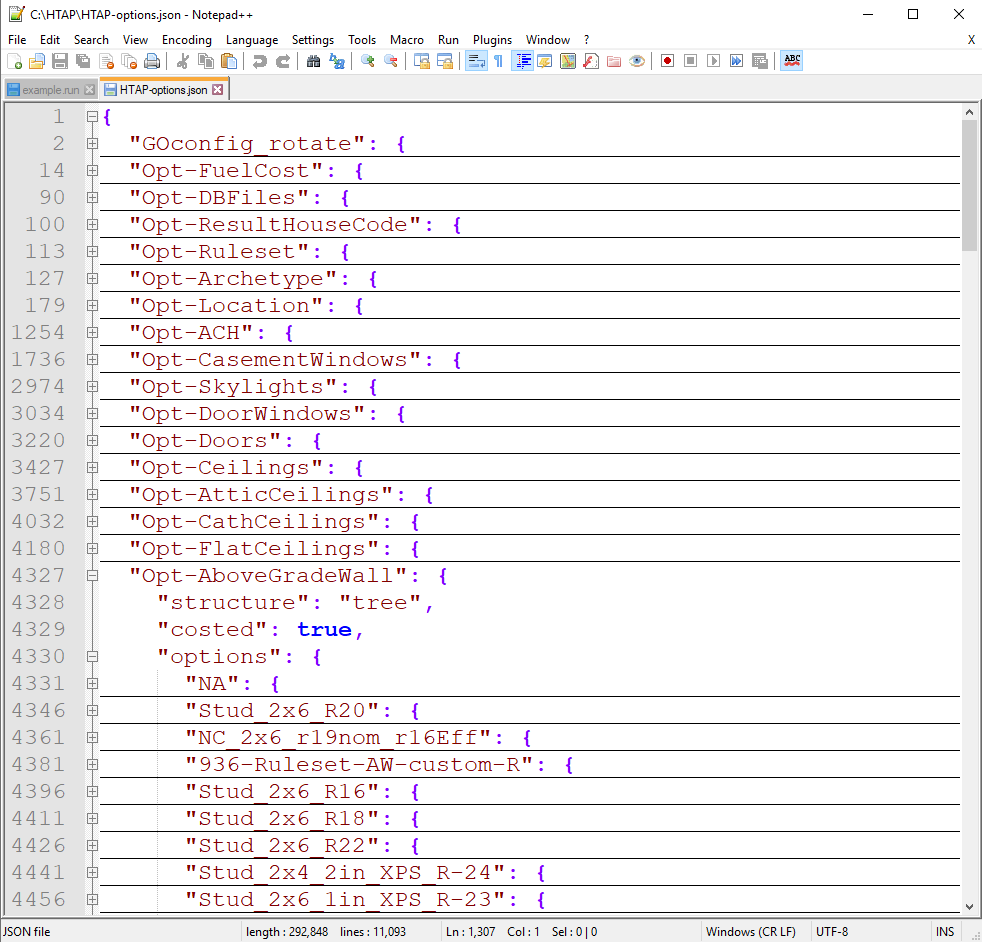 C:\HTAP\HTAP-options.json - Notepad++
File Edit Search View Encoding Language Settings Tools Macro Run Plugins Window ? X
ABC
example.run HTAP-options.json
1 {
2 "GOconfig_rotate": {
14 "Opt-FuelCost": {
90 "Opt-DBFiles": {
100 "Opt-ResultHouseCode": {
113 "Opt-Ruleset": {
127 "Opt-Archetype": {
179 "Opt-Location": {
1254 "Opt-ACH": {
1736 "Opt-CasementWindows": {
2974 "Opt-Skylights": {
3034 "Opt-DoorWindows": {
3220 "Opt-Doors": {
3427 "Opt-Ceilings": {
3751 "Opt-AtticCeilings": {
4032 "Opt-CathCeilings": {
4180 "Opt-FlatCeilings": {
4327 "Opt-AboveGradeWall": {
4328 "structure": "tree",
4329 "costed": true,
4330 "options": {
4331 "NA": {
4346 "Stud_2x6_R20": {
4361 "NC_2x6_r19nom_r16Eff": {
4381 "936-Ruleset-AW-custom-R": {
4396 "Stud_2x6_R16": {
4411 "Stud_2x6_R18": {
4426 "Stud_2x6_R22": {
4441 "Stud_2x4_2in_XPS_R-24": {
4456 "Stud_2x6_1in_XPS_R-23": {
JSON file length : 292,848 lines : 11,093 Ln : 1,307 Col : 1 Sel : 0 | 0 Windows (CR LF) UTF-8 INS